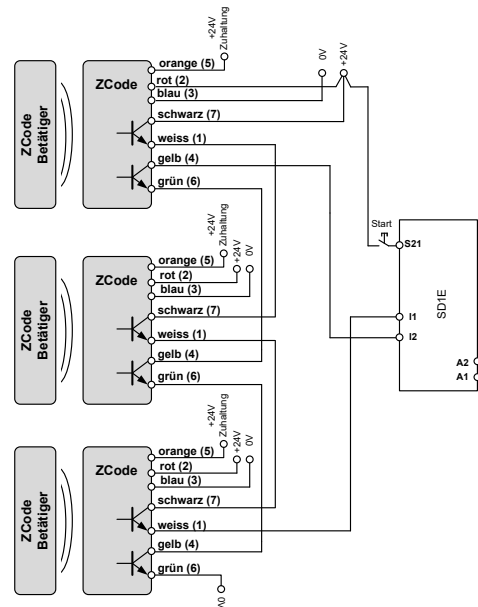 ZCode
Betätiger
ZCode
orange (5)
rot (2)
blau (3)
schwarz (7)
weiss (1)
gelb (4)
grün (6)
+24V
Zuhaltung
0V
+24V
Start
S21
SD1E
I1
I2
A2
A1
ZCode
Betätiger
ZCode
orange (5)
rot (2)
blau (3)
schwarz (7)
weiss (1)
gelb (4)
grün (6)
+24V
Zuhaltung
+24V
0V
ZCode
Betätiger
ZCode
orange (5)
rot (2)
blau (3)
schwarz (7)
weiss (1)
gelb (4)
grün (6)
+24V
Zuhaltung
+24V
0V
0V